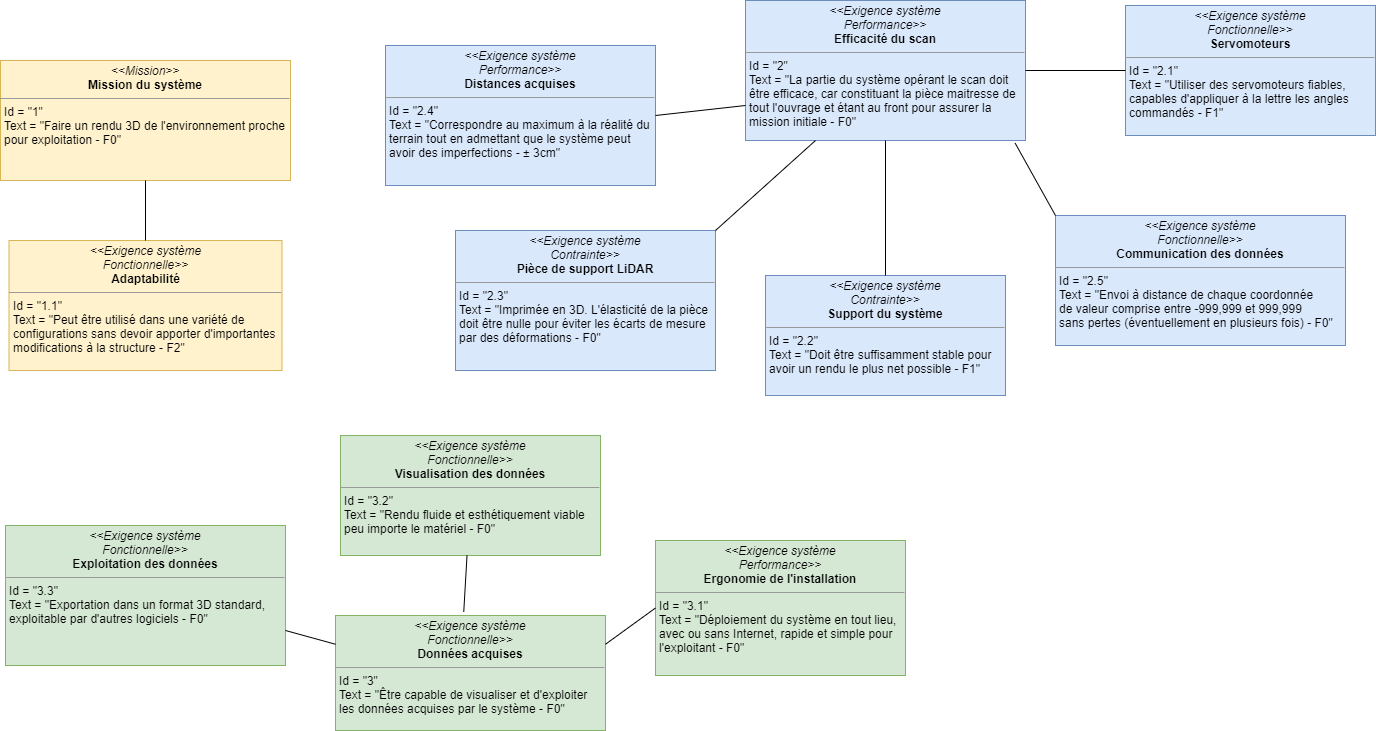 <<Mission>>
Mission du système
Id = "1"
Text = "Faire un rendu 3D de l'environnement proche
pour exploitation - F0"
<<Exigence système
Fonctionnelle>>
Adaptabilité
Id = "1.1"
Text = "Peut être utilisé dans une variété de
configurations sans devoir apporter d'importantes
modifications à la structure - F2"
<<Exigence système
Performance>>
Efficacité du scan
Id = "2"
Text = "La partie du système opérant le scan doit
être efficace, car constituant la pièce maitresse de
tout l'ouvrage et étant au front pour assurer la
mission initiale - F0"
<<Exigence système
Fonctionnelle>>
Servomoteurs
Id = "2.1"
Text = "Utiliser des servomoteurs fiables,
capables d'appliquer à la lettre les angles
commandés - F1"
<<Exigence système
Performance>>
Distances acquises
Id = "2.4"
Text = "Correspondre au maximum à la réalité du
terrain tout en admettant que le système peut
avoir des imperfections - ± 3cm"
<<Exigence système
Contrainte>>
Pièce de support LiDAR
Id = "2.3"
Text = "Imprimée en 3D. L'élasticité de la pièce
doit être nulle pour éviter les écarts de mesure
par des déformations - F0"
<<Exigence système
Contrainte>>
Support du système
Id = "2.2"
Text = "Doit être suffisamment stable pour
avoir un rendu le plus net possible - F1"
<<Exigence système
Fonctionnelle>>
Communication des données
Id = "2.5"
Text = "Envoi à distance de chaque coordonnée
de valeur comprise entre -999,999 et 999,999
sans pertes (éventuellement en plusieurs fois) - F0"
<<Exigence système
Fonctionnelle>>
Visualisation des données
Id = "3.2"
Text = "Rendu fluide et esthétiquement viable
peu importe le matériel - F0"
<<Exigence système
Fonctionnelle>>
Exploitation des données
Id = "3.3"
Text = "Exportation dans un format 3D standard,
exploitable par d'autres logiciels - F0"
<<Exigence système
Fonctionnelle>>
Données acquises
Id = "3"
Text = "Être capable de visualiser et d'exploiter
les données acquises par le système - F0"
<<Exigence système
Performance>>
Ergonomie de l'installation
Id = "3.1"
Text = "Déploiement du système en tout lieu,
avec ou sans Internet, rapide et simple pour
l'exploitant - F0"